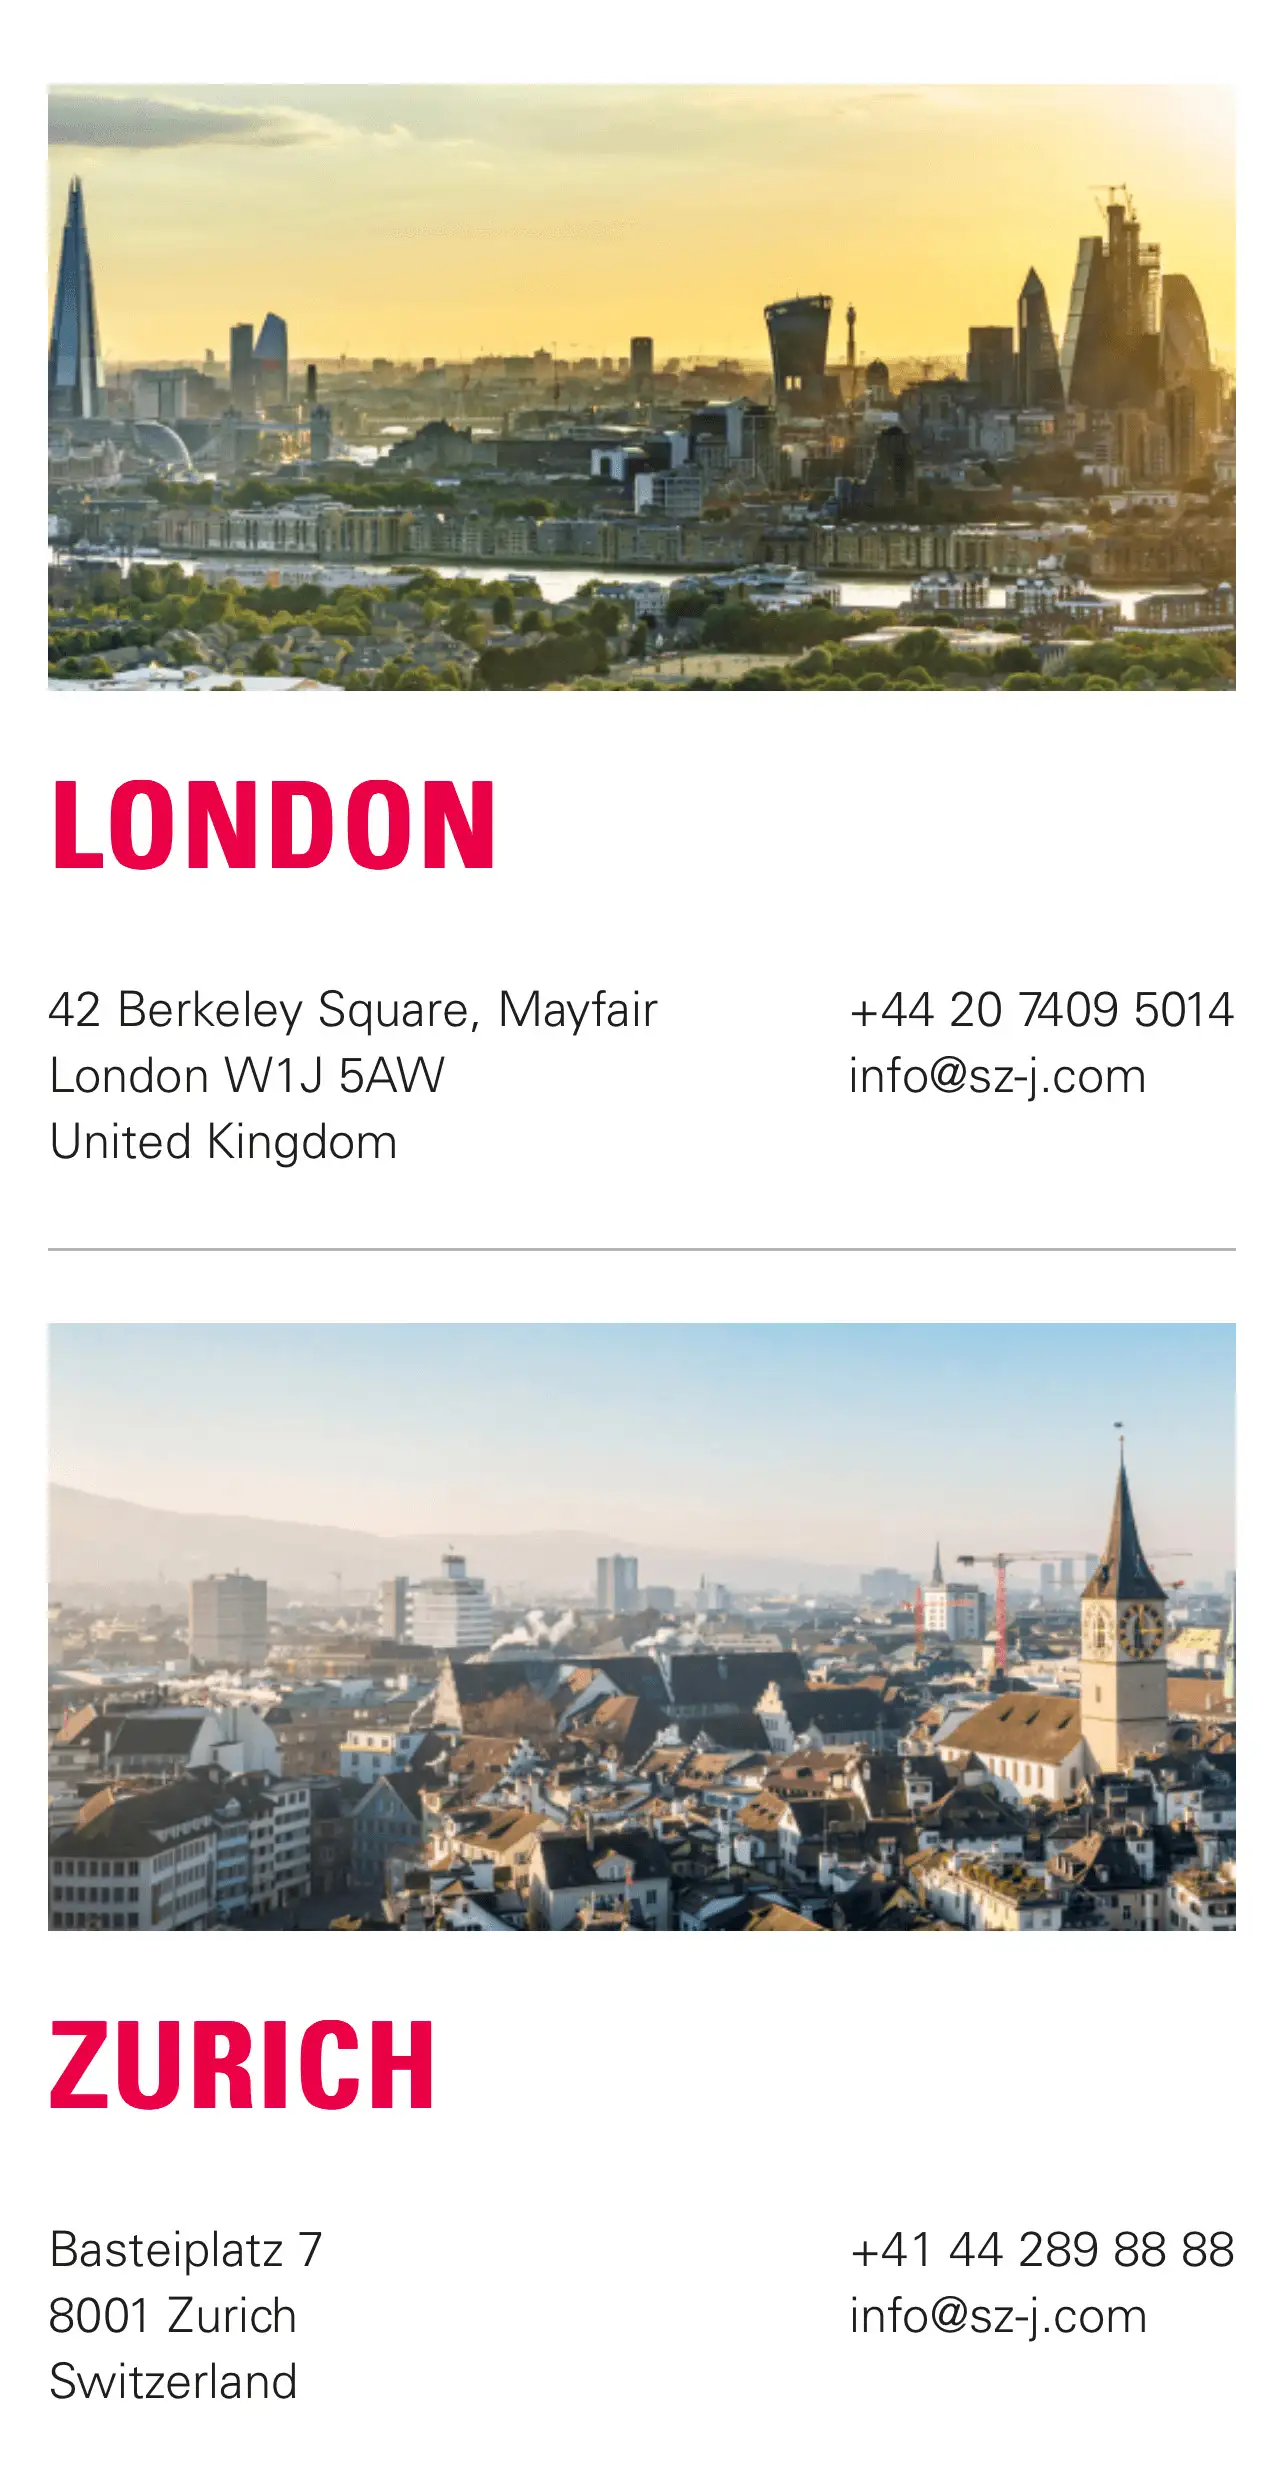 LONDON
42 Berkeley Square, Mayfair
London W1J 5AW
United Kingdom
+44 20 7409 5014
info@sz-j.com
ZURICH
Basteiplatz 7
8001 Zurich
Switzerland
+41 44 289 88 88
info@sz-j.com